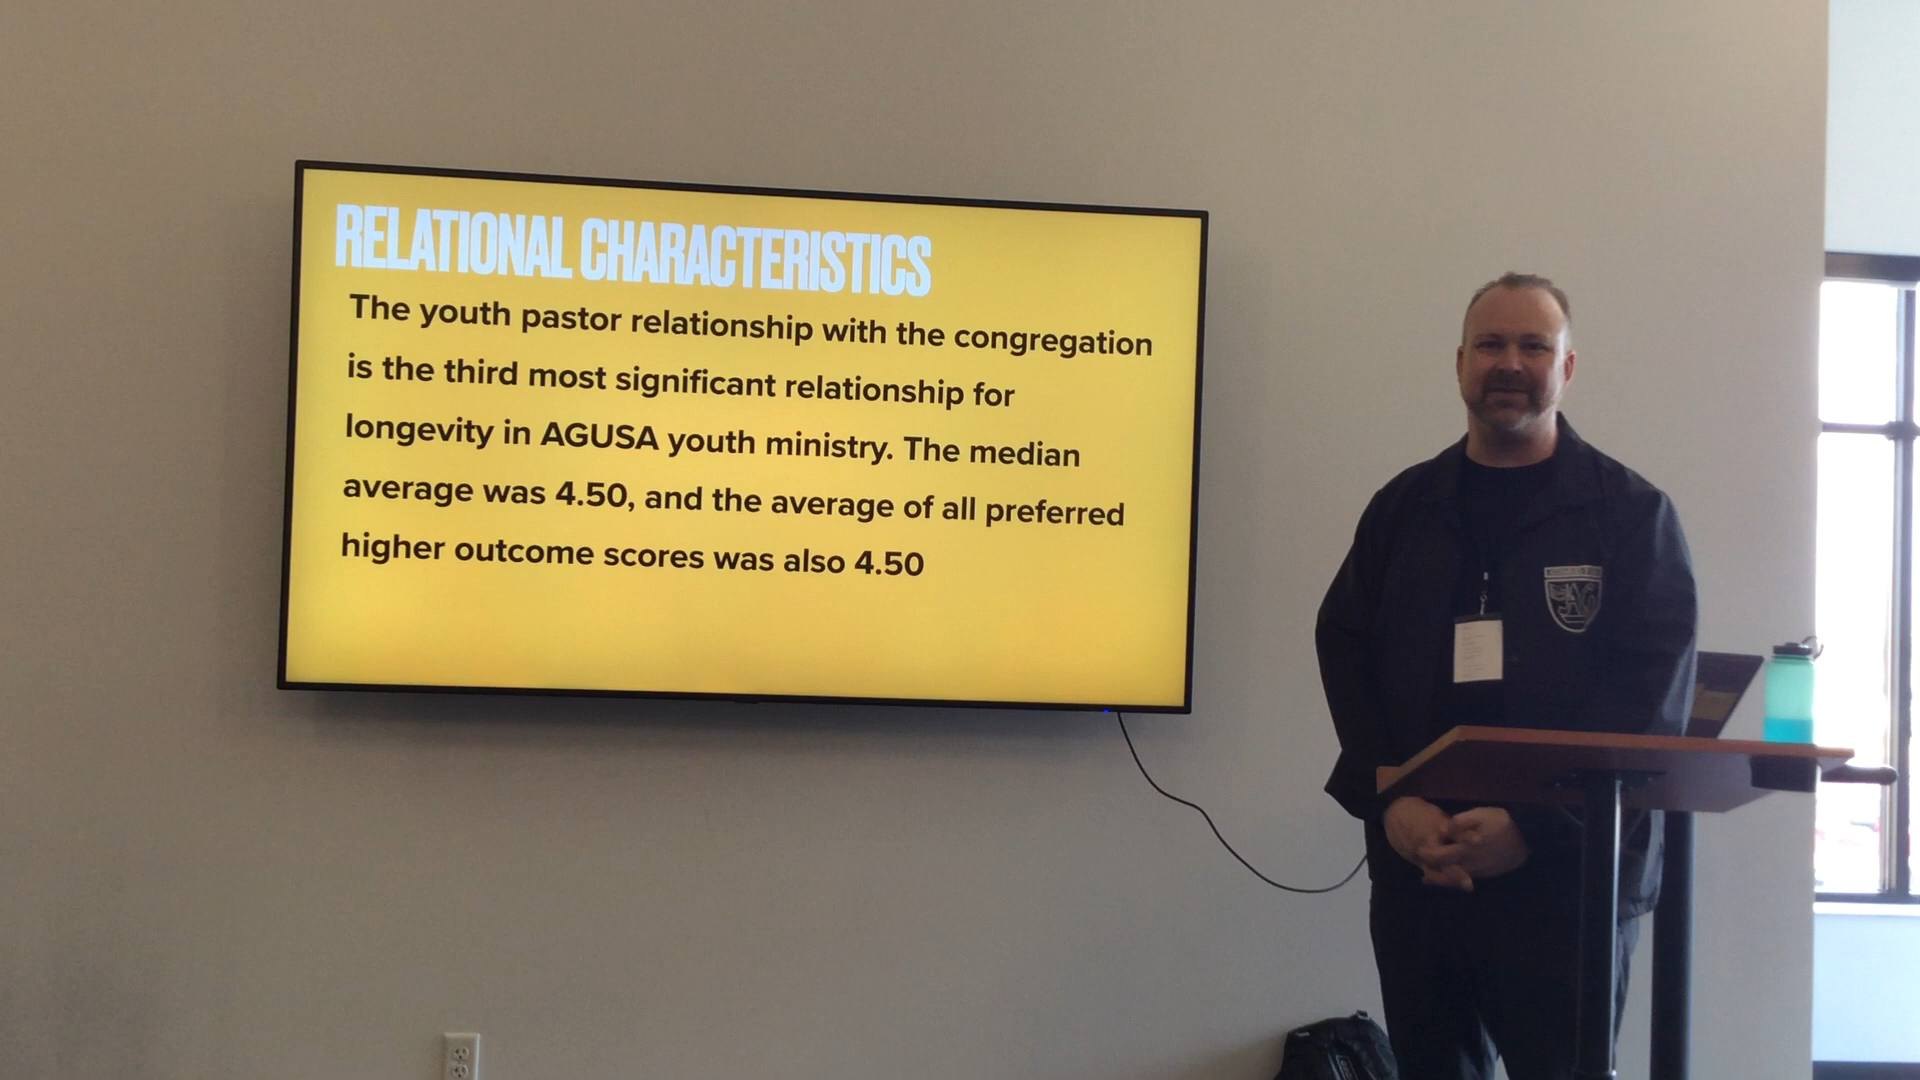 RELATIONAL CHARACTERISTICS
The youth pastor relationship with the congregation
is the third most significant relationship for
longevity in AGUSA youth ministry. The median
average was 4.50, and the average of all preferred
higher outcome scores was also 4.50